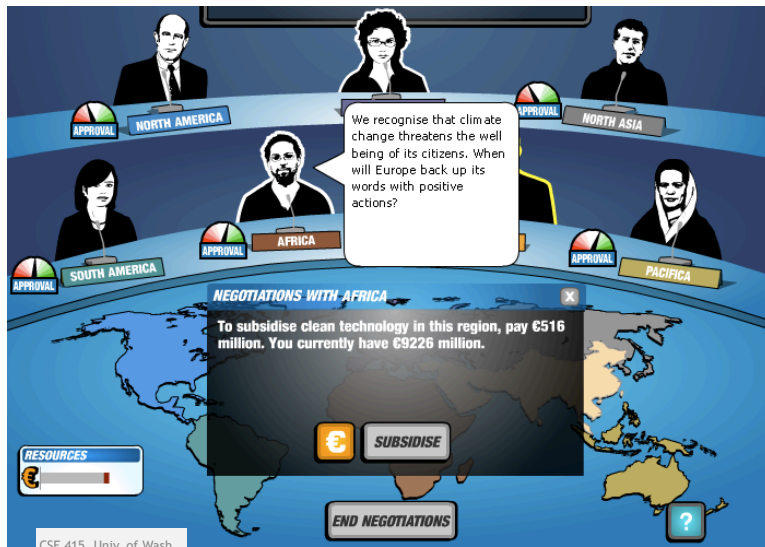 APPROVAL
NORTH AMERICA
APPROVAL
NORTH ASIA
We recognise that climate
change threatens the well
being of its citizens. When
will Europe back up its
words with positive
actions?
APPROVAL
SOUTH AMERICA
APPROVAL
AFRICA
APPROVAL
PACIFICA
NEGOTIATIONS WITH AFRICA
X
To subsidise clean technology in this region, pay €516
million. You currently have €9226 million.
€ SUBSIDISE
RESOURCES
€
END NEGOTIATIONS
?
CSE 415, Univ. of Wash